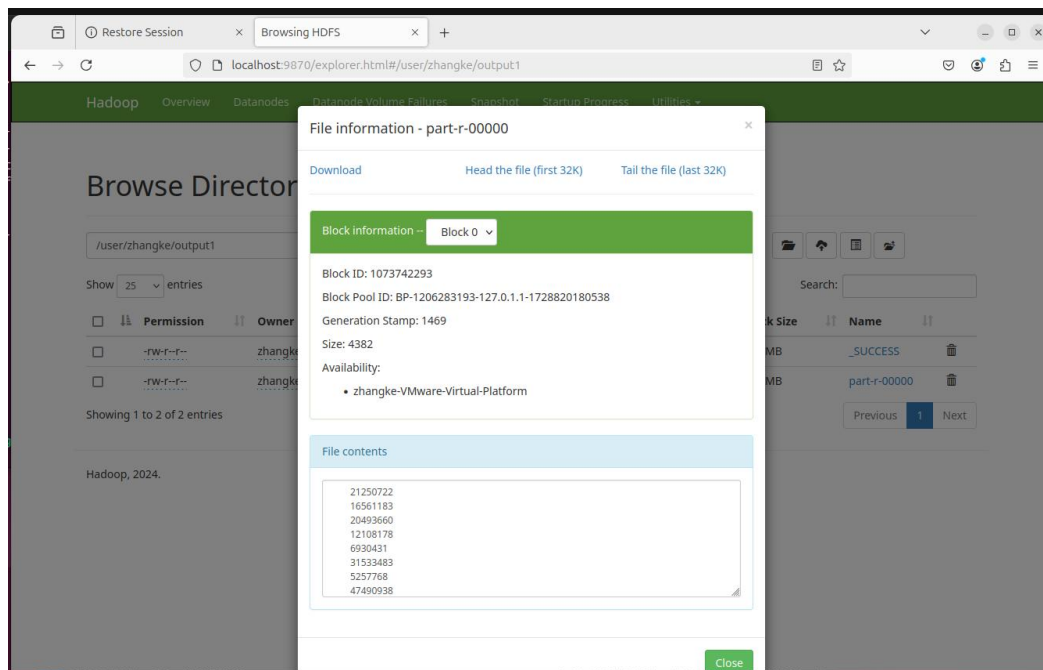 Restore Session
Browsing HDFS
localhost:9870/explorer.html#/user/zhangke/output1
Hadoop Overview Datanodes Datanode Volume Failures Snapshot Startup Progress Utilities
File information - part-r-00000
Download Head the file (first 32K) Tail the file (last 32K)
Browse Director
Block information -- Block 0
/user/zhangke/output1
Block ID: 1073742293
Show 25 entries
Search:
Block Pool ID: BP-1206283193-127.0.1.1-1728820180538
Permission Owner
Generation Stamp: 1469
k Size Name
Size: 4382
-rw-r--r-- zhangke
MB _SUCCESS
Availability:
-rw-r--r-- zhangke
MB part-r-00000
• zhangke-VMware-Virtual-Platform
Showing 1 to 2 of 2 entries
Previous 1 Next
File contents
Hadoop, 2024.
21250722
16561183
20493660
12108178
6930431
31533483
5257768
47490938
Close